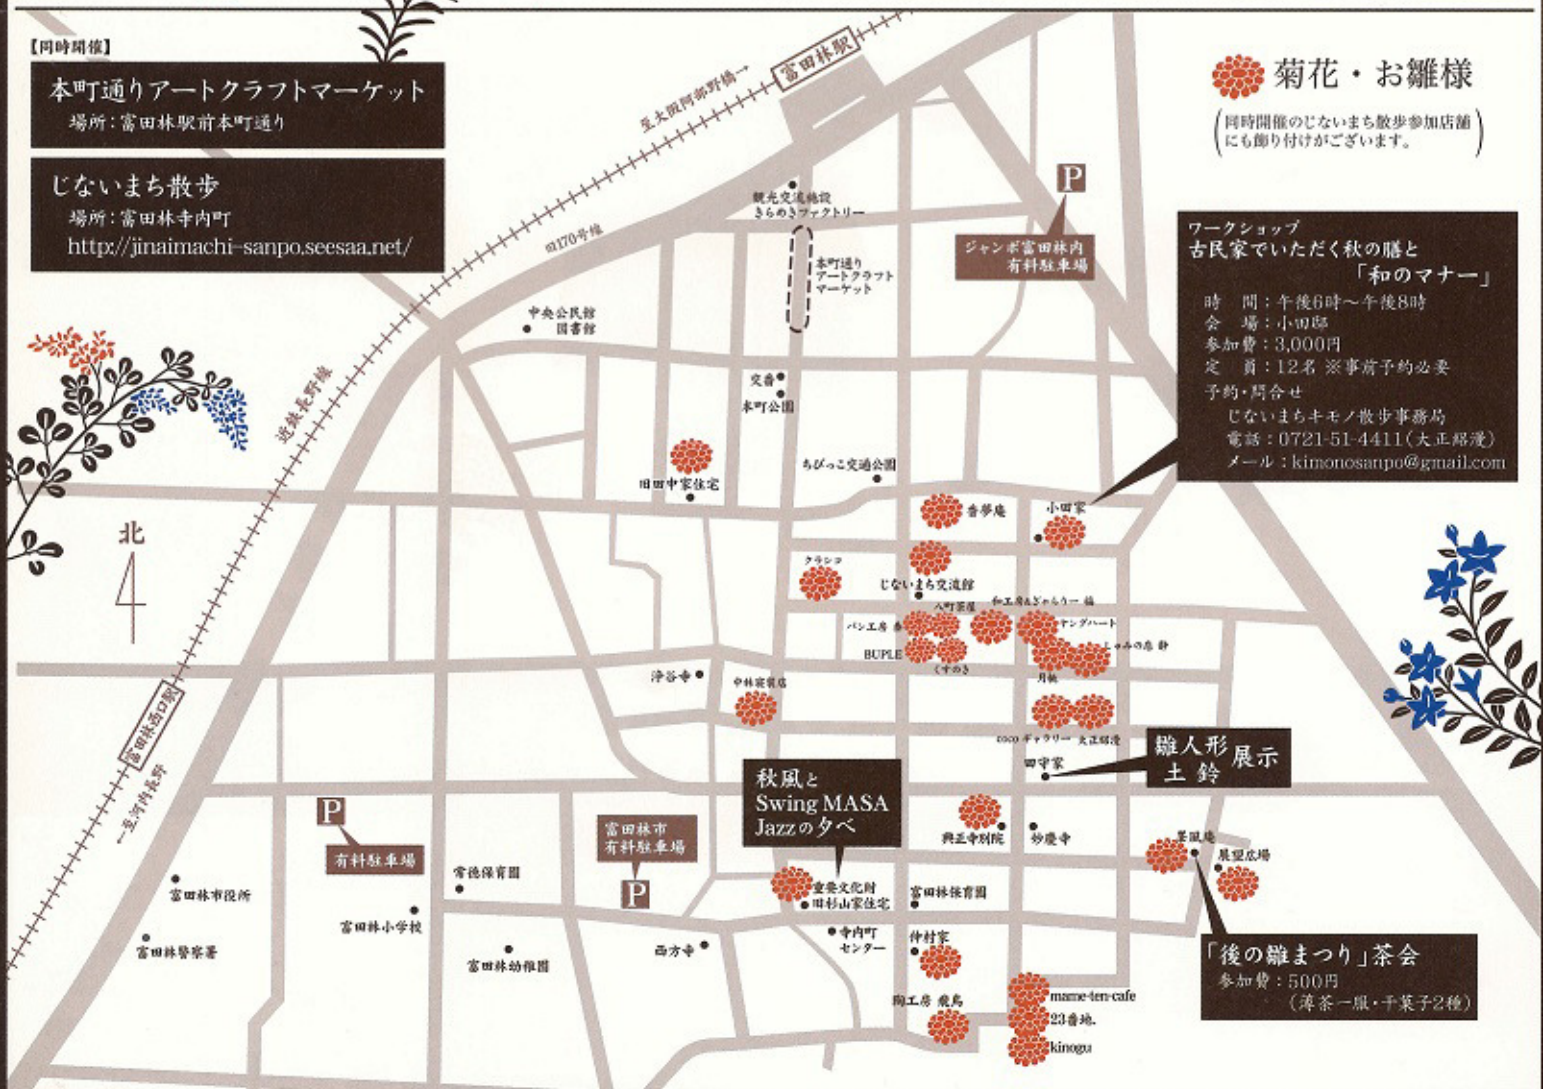 【同時開催】
本町通りアートクラフトマーケット
場所：富田林駅前本町通り
じないまち散歩
場所：富田林寺内町
http://jinaimachi-sanpo.seesaa.net/
至大阪阿部野橋→
富田林駅
菊花・お雛様
(同時開催のじないまち散歩参加店舗
にも飾り付けがございます。)
P
ジャンボ富田林内
有料駐車場
観光交流施設
きらめきファクトリー
旧170号線
本町通り
アートクラフト
マーケット
中央公民館
図書館
近鉄長野線
交番
本町公園
ワークショップ
古民家でいただく秋の膳と
「和のマナー」
時　間：午後6時～午後8時
会　場：小田邸
参加費：3,000円
定　員：12名 ※事前予約必要
予約・問合せ
じないまちキモノ散歩事務局
電話：0721-51-4411(大正浪漫)
メール：kimonosanpo@gmail.com
旧田中家住宅
ちびっこ交通公園
香夢庵
小田家
北
クラシコ
じないまち交流館
八町茶屋
和工房&ぎゃらりー 結
パン工房
ヤングハート
BUPLE
くすのき
月桃
浄谷寺
中林寝装店
coco ギャラリー
大正浪漫
田守家
雛人形
土 鈴
展示
富田林西口駅
←至河内長野
秋風と
Swing MASA
Jazzの夕べ
P
有料駐車場
富田林市
有料駐車場
P
興正寺別院
妙慶寺
展望広場
富田林市役所
常徳保育園
重要文化財
旧杉山家住宅
富田林保育園
富田林小学校
富田林警察署
富田林幼稚園
西方寺
寺内町
センター
仲村家
「後の雛まつり」茶会
参加費：500円
(薄茶一服・干菓子2種)
陶工房 飛鳥
mame-ten-cafe
23番地.
kinogu